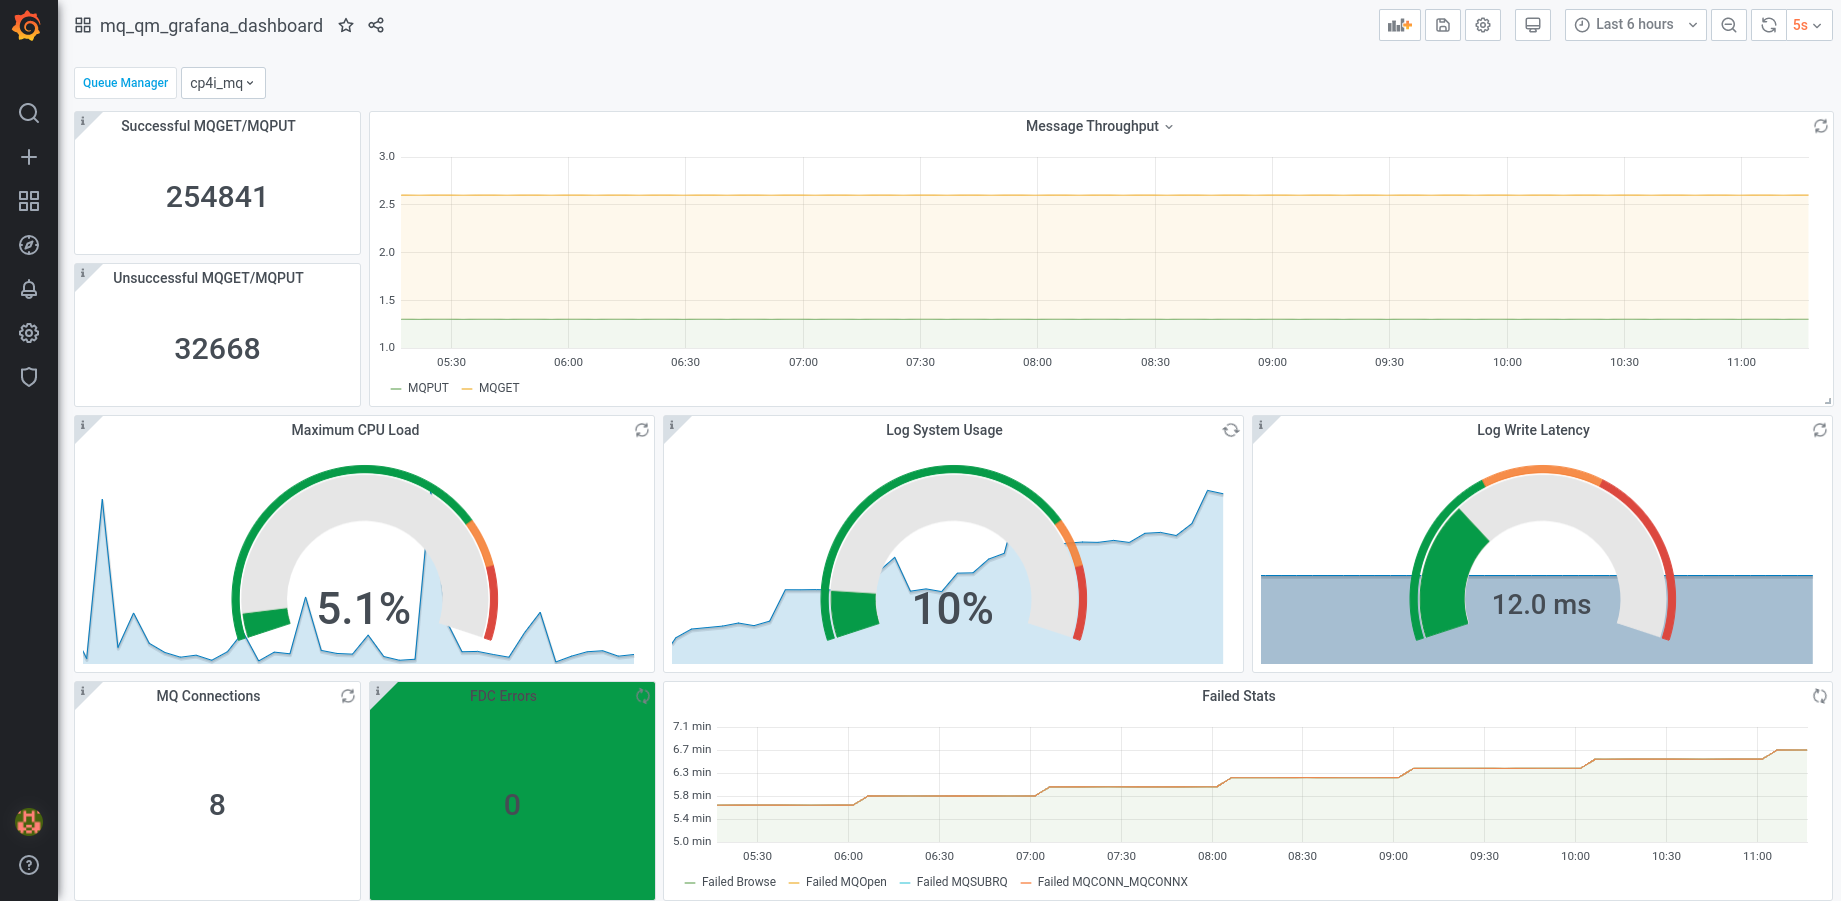 mq_qm_grafana_dashboard
Last 6 hours
5s
Queue Manager
cp4i_mq
Successful MQGET/MQPUT
254841
Unsuccessful MQGET/MQPUT
32668
Message Throughput
3.0
2.5
2.0
1.5
1.0
05:30 06:00 06:30 07:00 07:30 08:00 08:30 09:00 09:30 10:00 10:30 11:00
MQPUT MQGET
Maximum CPU Load
5.1%
Log System Usage
10%
Log Write Latency
12.0 ms
MQ Connections
8
FDC Errors
0
Failed Stats
7.1 min
6.7 min
6.3 min
5.8 min
5.4 min
5.0 min
05:30 06:00 06:30 07:00 07:30 08:00 08:30 09:00 09:30 10:00 10:30 11:00
Failed Browse Failed MQOpen Failed MQSUBRQ Failed MQCONN_MQCONNX